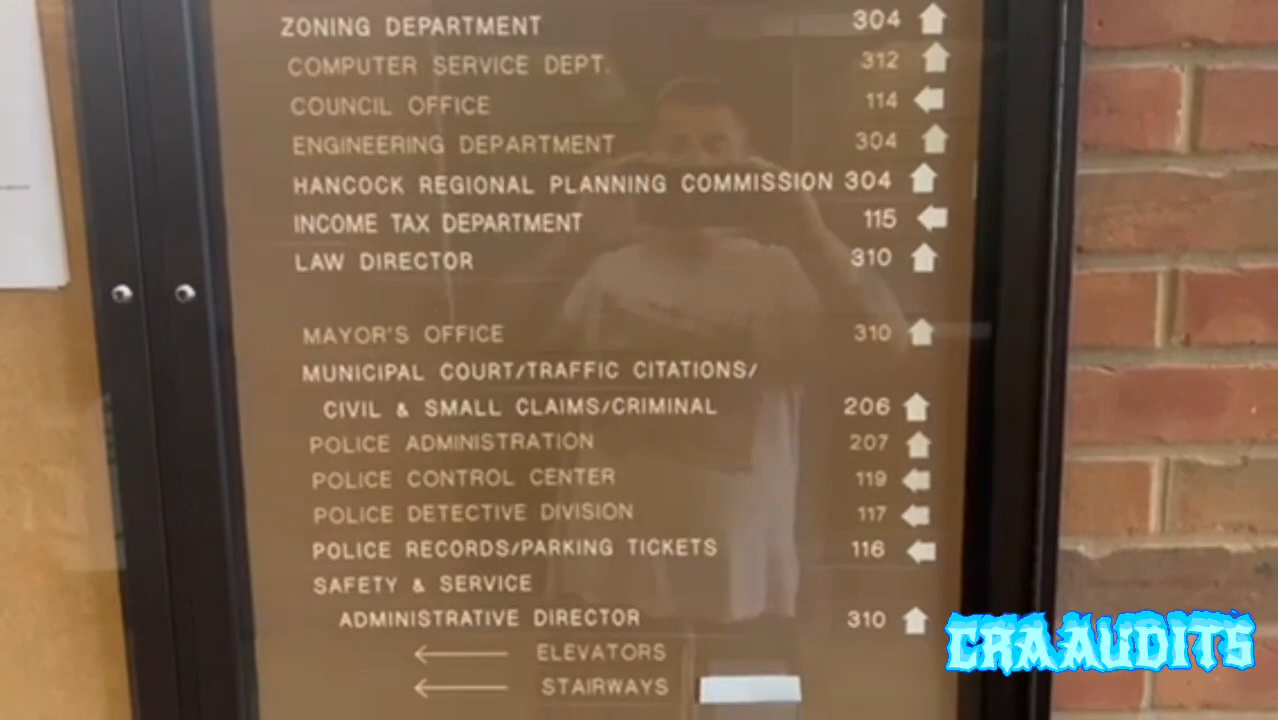 ZONING DEPARTMENT 304
COMPUTER SERVICE DEPT. 312
COUNCIL OFFICE 114
ENGINEERING DEPARTMENT 304
HANCOCK REGIONAL PLANNING COMMISSION 304
INCOME TAX DEPARTMENT 115
LAW DIRECTOR 310
MAYOR'S OFFICE 310
MUNICIPAL COURT/TRAFFIC CITATIONS/
CIVIL & SMALL CLAIMS/CRIMINAL 206
POLICE ADMINISTRATION 207
POLICE CONTROL CENTER 119
POLICE DETECTIVE DIVISION 117
POLICE RECORDS/PARKING TICKETS 116
SAFETY & SERVICE
ADMINISTRATIVE DIRECTOR 310
ELEVATORS
STAIRWAYS
CRAAUDITS